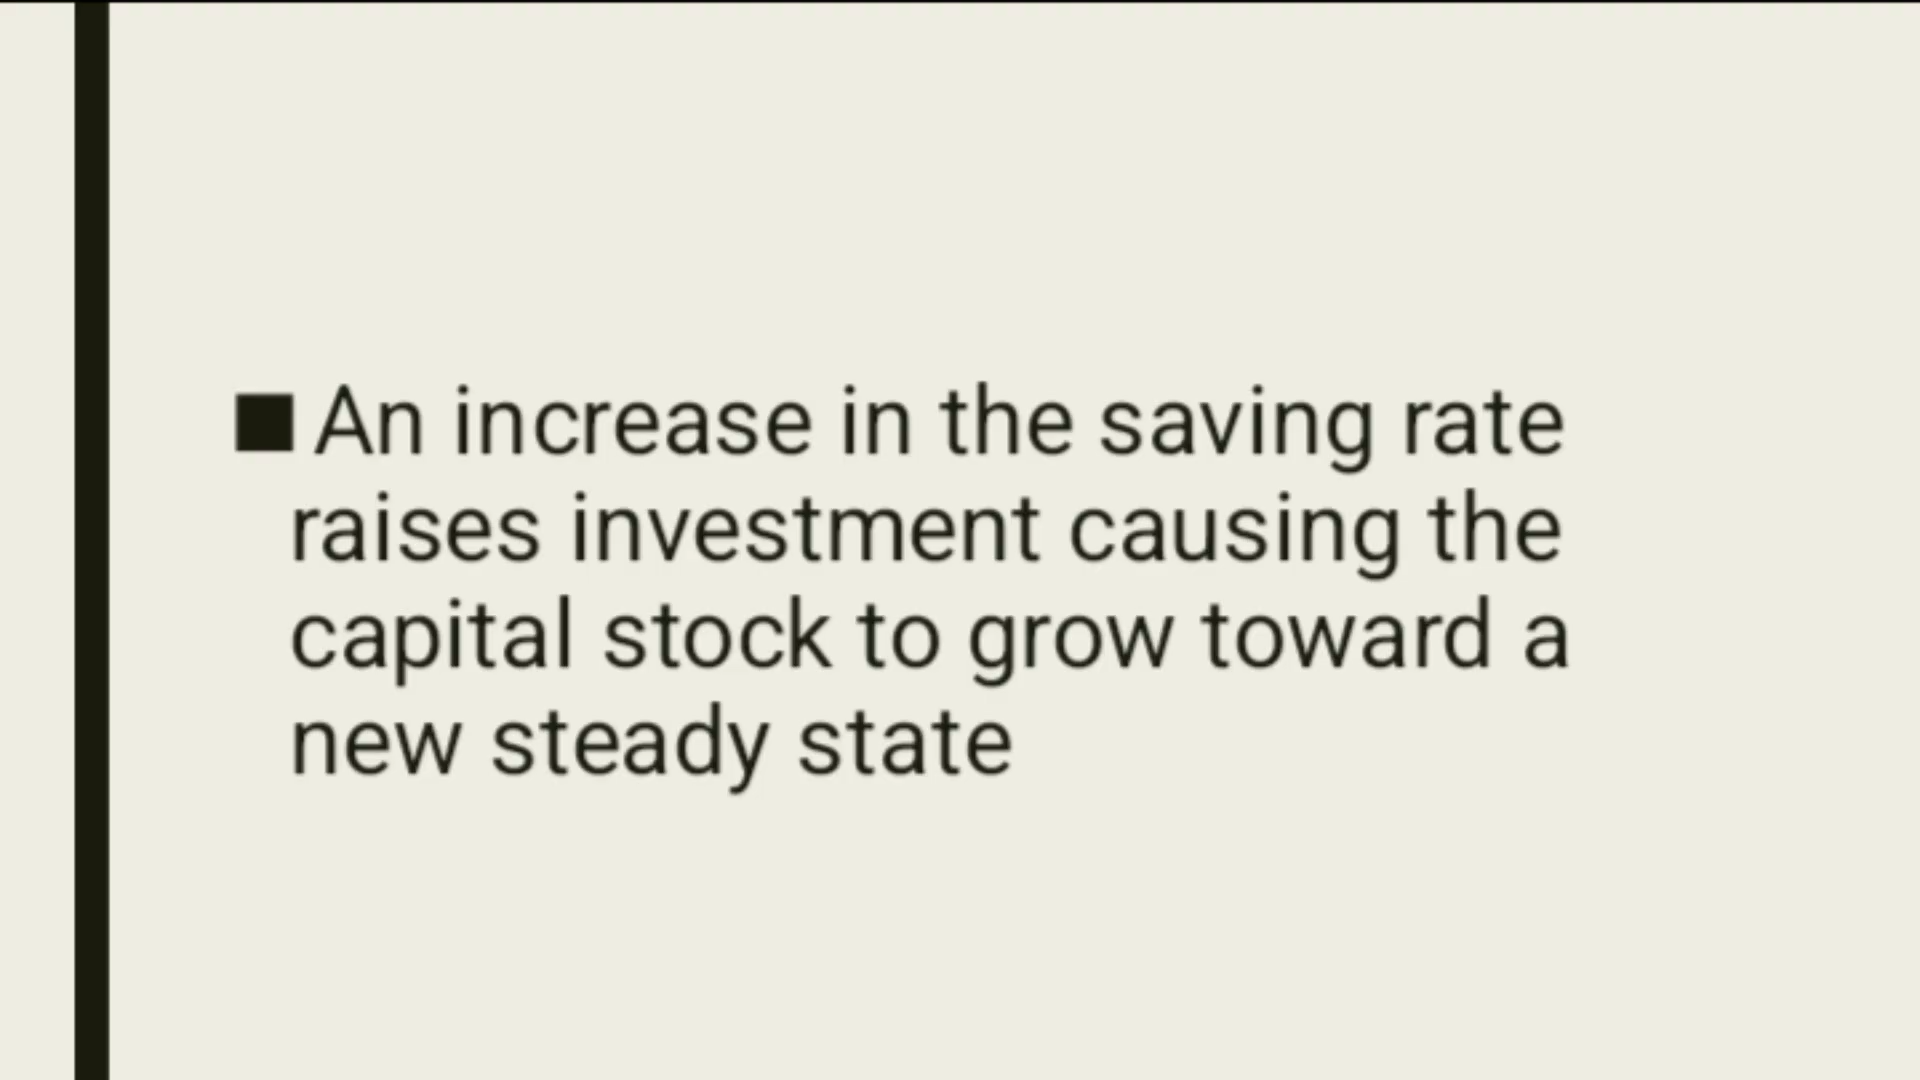 ■ An increase in the saving rate
raises investment causing the
capital stock to grow toward a
new steady state